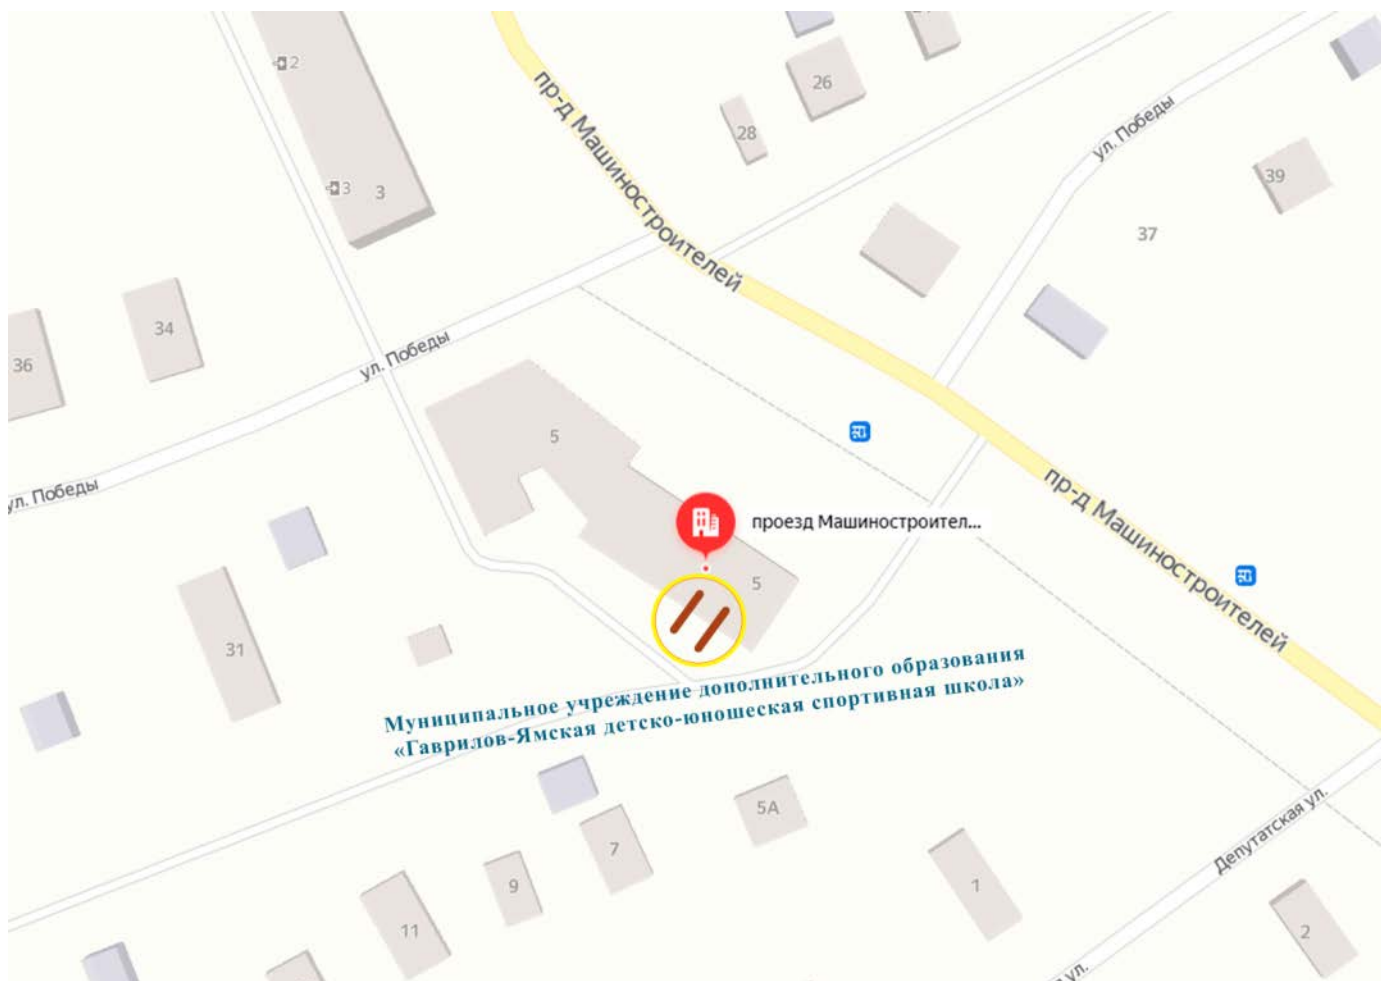 2
26
28
пр-д Машиностроителей
ул. Победы
3
3
39
37
34
36
ул. Победы
5
ул. Победы
проезд Машиностроител...
пр-д Машиностроителей
5
31
Муниципальное учреждение дополнительного образования
«Гаврилов-Ямская детско-юношеская спортивная школа»
5А
7
Депутатская ул.
9
1
11
2
ул.